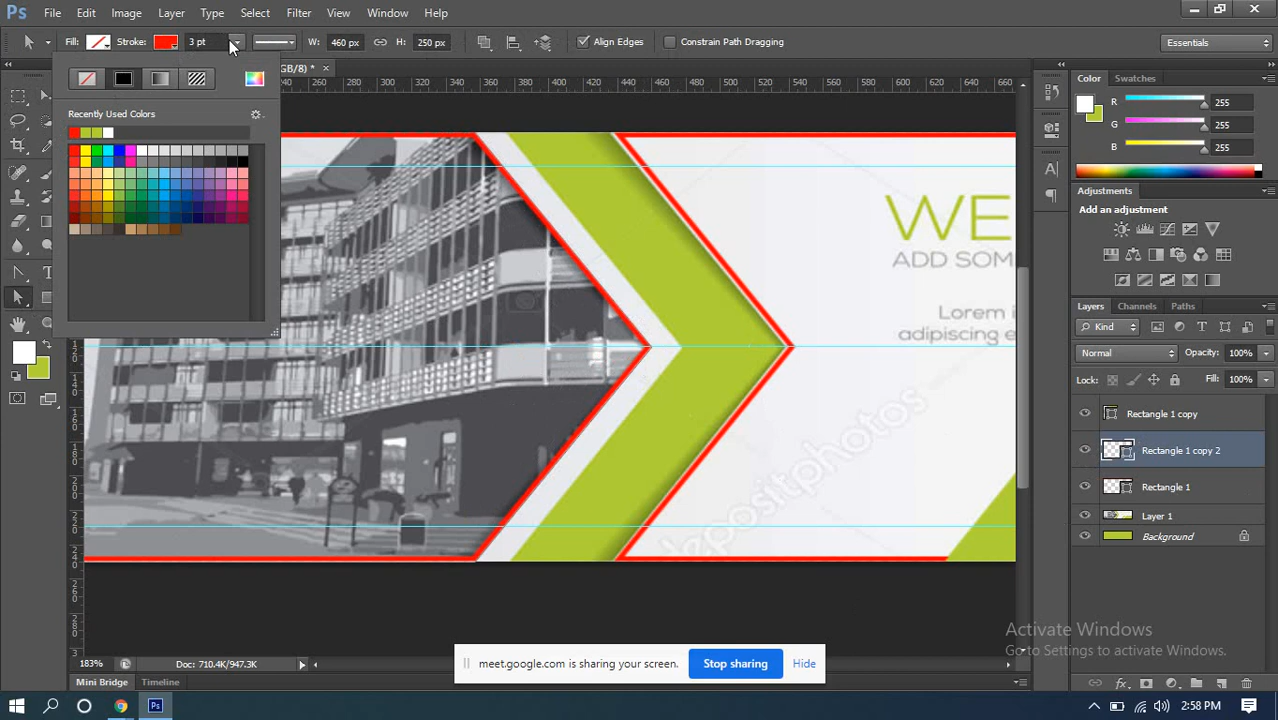 Ps File Edit Image Layer Type Select Filter View Window Help
Fill: Stroke: 3 pt W: 460 px H: 250 px Align Edges Constrain Path Dragging Essentials
GB/8) * ×
260 280 300 320 340 360 380 400 420 440 460 480 500 520 540 560 580 600 620 640 660
Recently Used Colors
Color Swatches
R 255
G 255
B 255
Adjustments
Add an adjustment
WE
ADD SOM
Lorem i
adipiscing e
depositphotos
Layers Channels Paths
Kind
Normal Opacity: 100%
Lock: Fill: 100%
Rectangle 1 copy
Rectangle 1 copy 2
Rectangle 1
Layer 1
Background
Activate Windows
Go to Settings to activate Windows.
183% Doc: 710.4K/947.3K
meet.google.com is sharing your screen. Stop sharing Hide
Mini Bridge Timeline
2:58 PM